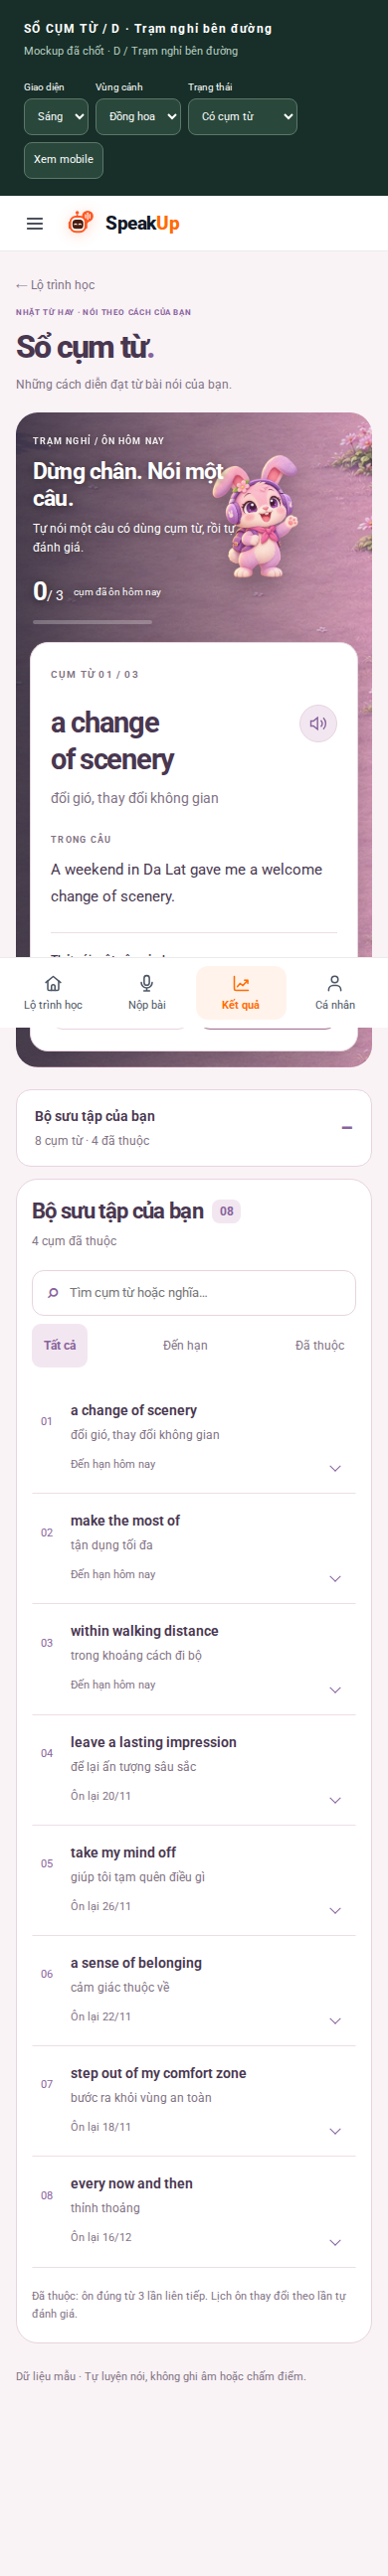 SỔ CỤM TỪ / D · Trạm nghỉ bên đường
Mockup đã chốt · D / Trạm nghỉ bên đường
Giao diện Vùng cảnh Trạng thái
Sáng Đồng hoa Có cụm từ
Xem mobile
SpeakUp
← Lộ trình học
NHẶT TỪ HAY · NÓI THEO CÁCH CỦA BẠN
Sổ cụm từ.
Những cách diễn đạt từ bài nói của bạn.
TRẠM NGHỈ / ÔN HÔM NAY
Dừng chân. Nói một
câu.
Tự nói một câu có dùng cụm từ, rồi tự
đánh giá.
0 / 3 cụm đã ôn hôm nay
CỤM TỪ 01 / 03
a change
of scenery
đổi gió, thay đổi không gian
TRONG CÂU
A weekend in Da Lat gave me a welcome
change of scenery.
Lộ trình học Nộp bài Kết quả Cá nhân
Bộ sưu tập của bạn
8 cụm từ · 4 đã thuộc
Bộ sưu tập của bạn 08
4 cụm đã thuộc
Tìm cụm từ hoặc nghĩa...
Tất cả Đến hạn Đã thuộc
01 a change of scenery
đổi gió, thay đổi không gian
Đến hạn hôm nay
02 make the most of
tận dụng tối đa
Đến hạn hôm nay
03 within walking distance
trong khoảng cách đi bộ
Đến hạn hôm nay
04 leave a lasting impression
để lại ấn tượng sâu sắc
Ôn lại 20/11
05 take my mind off
giúp tôi tạm quên điều gì
Ôn lại 26/11
06 a sense of belonging
cảm giác thuộc về
Ôn lại 22/11
07 step out of my comfort zone
bước ra khỏi vùng an toàn
Ôn lại 18/11
08 every now and then
thỉnh thoảng
Ôn lại 16/12
Đã thuộc: ôn đúng từ 3 lần liên tiếp. Lịch ôn thay đổi theo lần tự
đánh giá.
Dữ liệu mẫu · Tự luyện nói, không ghi âm hoặc chấm điểm.